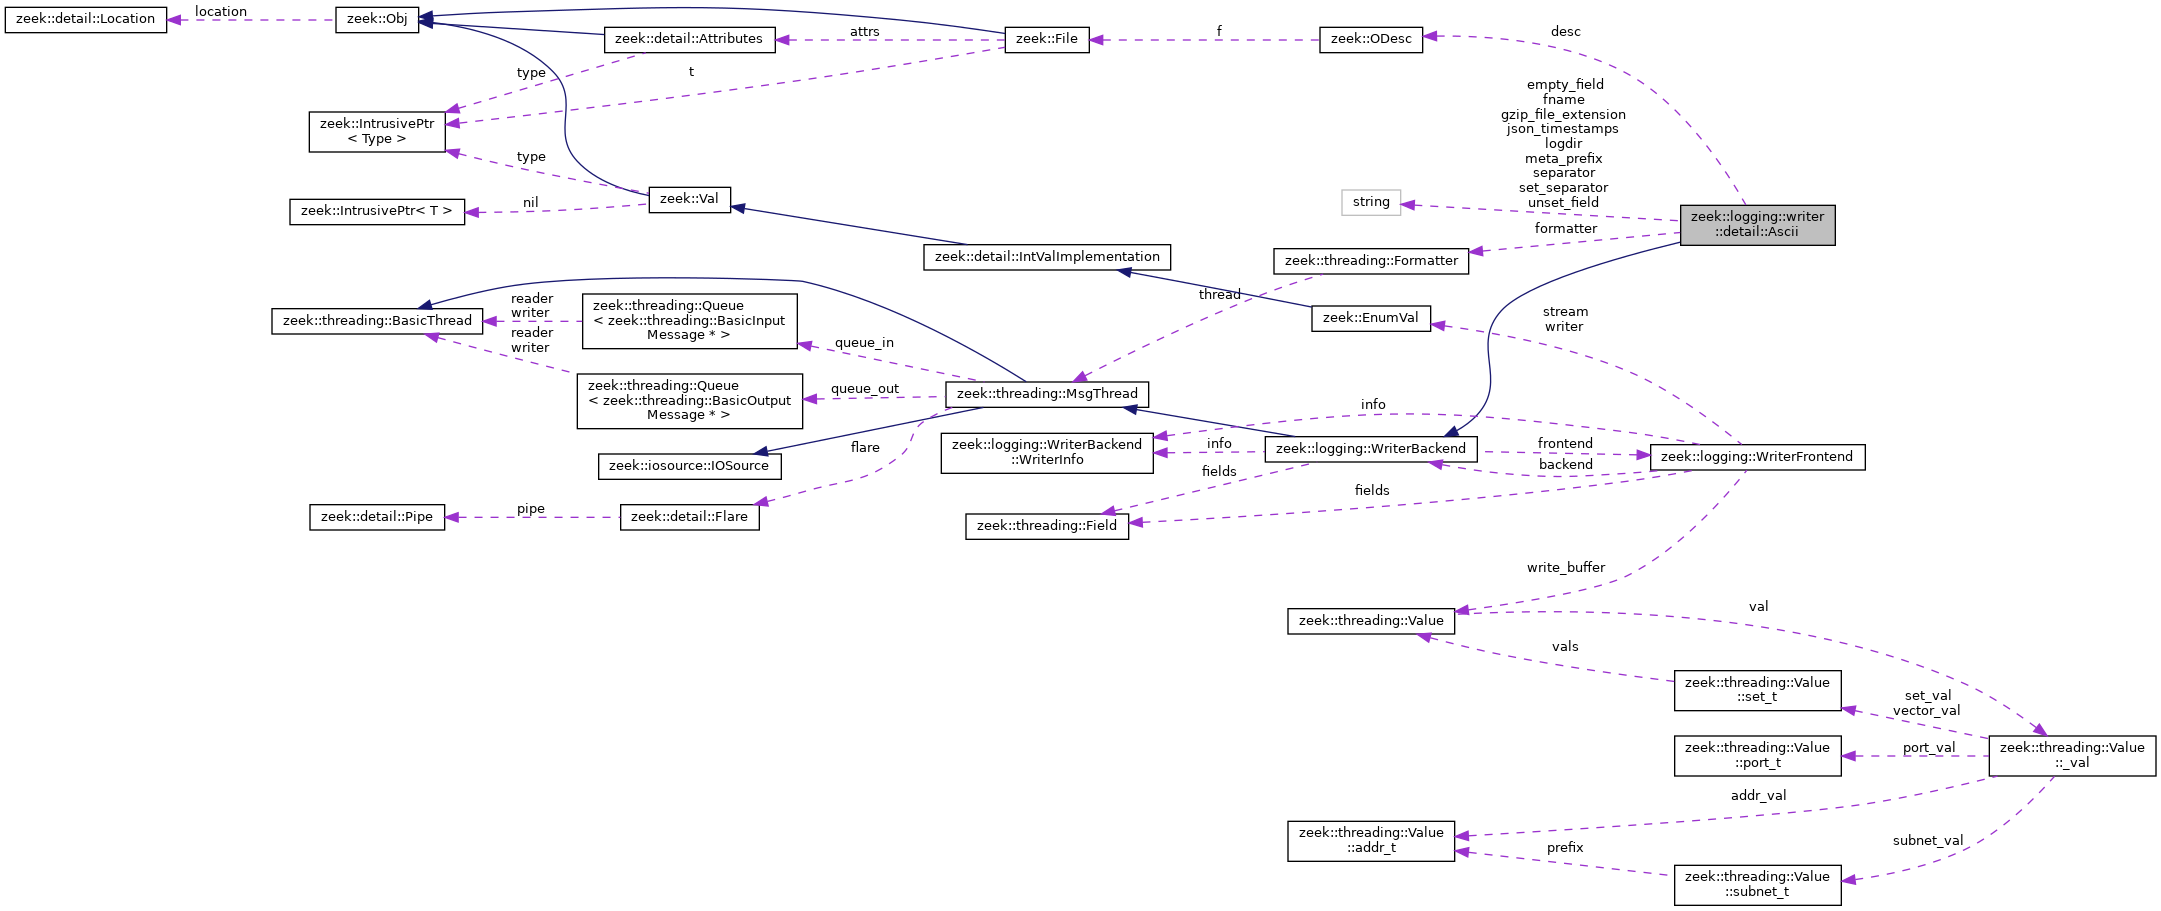 zeek::detail::Location
location
zeek::Obj
zeek::detail::Attributes
attrs
zeek::File
f
zeek::ODesc
desc
type
t
zeek::IntrusivePtr
< Type >
empty_field
fname
gzip_file_extension
json_timestamps
logdir
meta_prefix
separator
set_separator
unset_field
type
zeek::Val
string
zeek::IntrusivePtr< T >
nil
zeek::logging::writer
::detail::Ascii
formatter
zeek::detail::IntValImplementation
zeek::threading::Formatter
thread
zeek::threading::BasicThread
reader
writer
zeek::threading::Queue
< zeek::threading::BasicInput
Message * >
reader
writer
queue_in
zeek::EnumVal
stream
writer
zeek::threading::Queue
< zeek::threading::BasicOutput
Message * >
queue_out
zeek::threading::MsgThread
info
flare
zeek::iosource::IOSource
zeek::logging::WriterBackend
::WriterInfo
info
zeek::logging::WriterBackend
frontend
backend
zeek::logging::WriterFrontend
fields
fields
zeek::detail::Pipe
pipe
zeek::detail::Flare
zeek::threading::Field
write_buffer
zeek::threading::Value
val
vals
zeek::threading::Value
::set_t
set_val
vector_val
zeek::threading::Value
::port_t
port_val
zeek::threading::Value
::_val
addr_val
zeek::threading::Value
::addr_t
prefix
subnet_val
zeek::threading::Value
::subnet_t